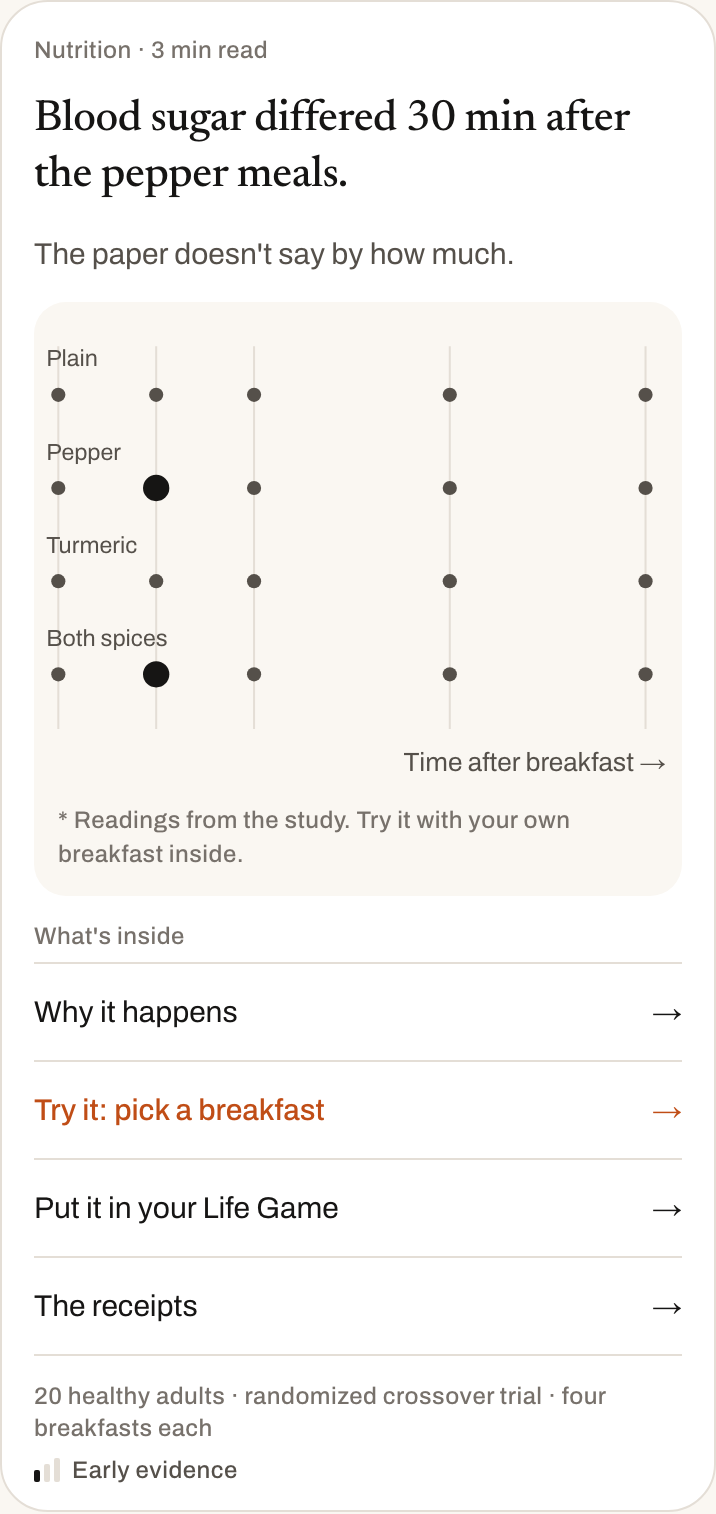 Nutrition · 3 min read
Blood sugar differed 30 min after
the pepper meals.
The paper doesn't say by how much.
Plain
Pepper
Turmeric
Both spices
Time after breakfast →
* Readings from the study. Try it with your own
breakfast inside.
What's inside
Why it happens →
Try it: pick a breakfast →
Put it in your Life Game →
The receipts →
20 healthy adults · randomized crossover trial · four
breakfasts each
Early evidence